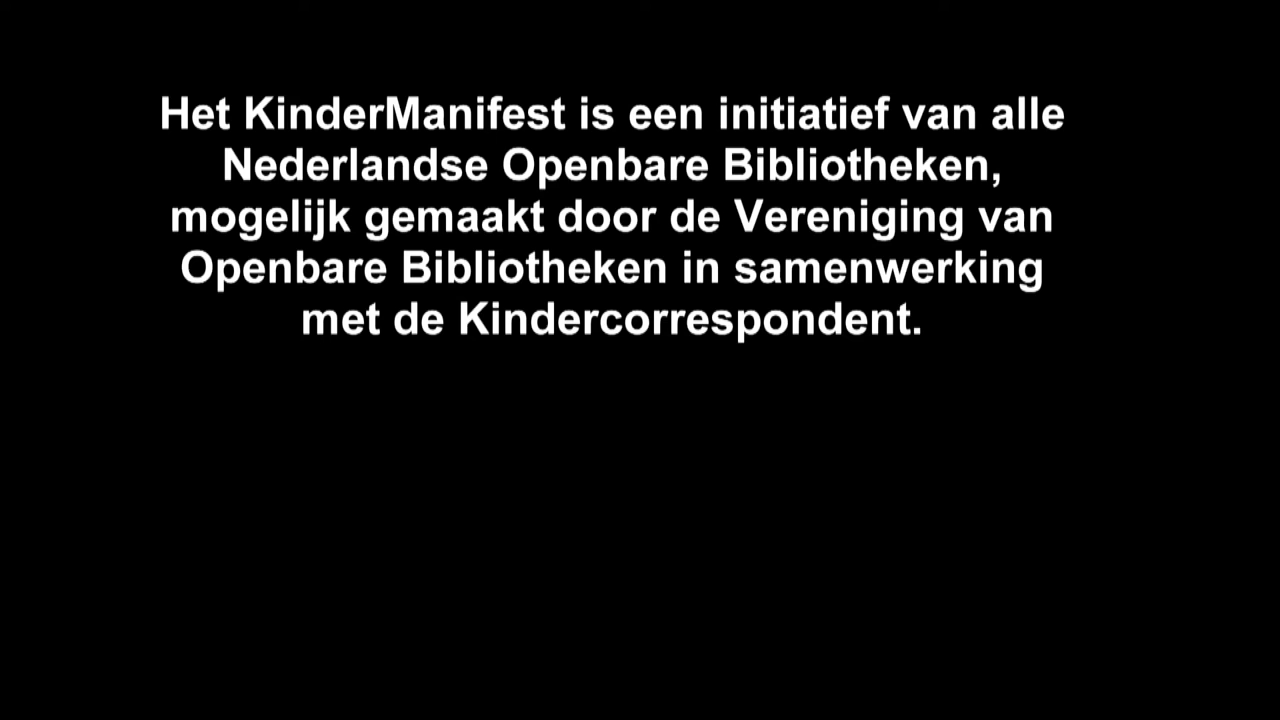 Het KinderManifest is een initiatief van alle
Nederlandse Openbare Bibliotheken,
mogelijk gemaakt door de Vereniging van
Openbare Bibliotheken in samenwerking
met de Kindercorrespondent.